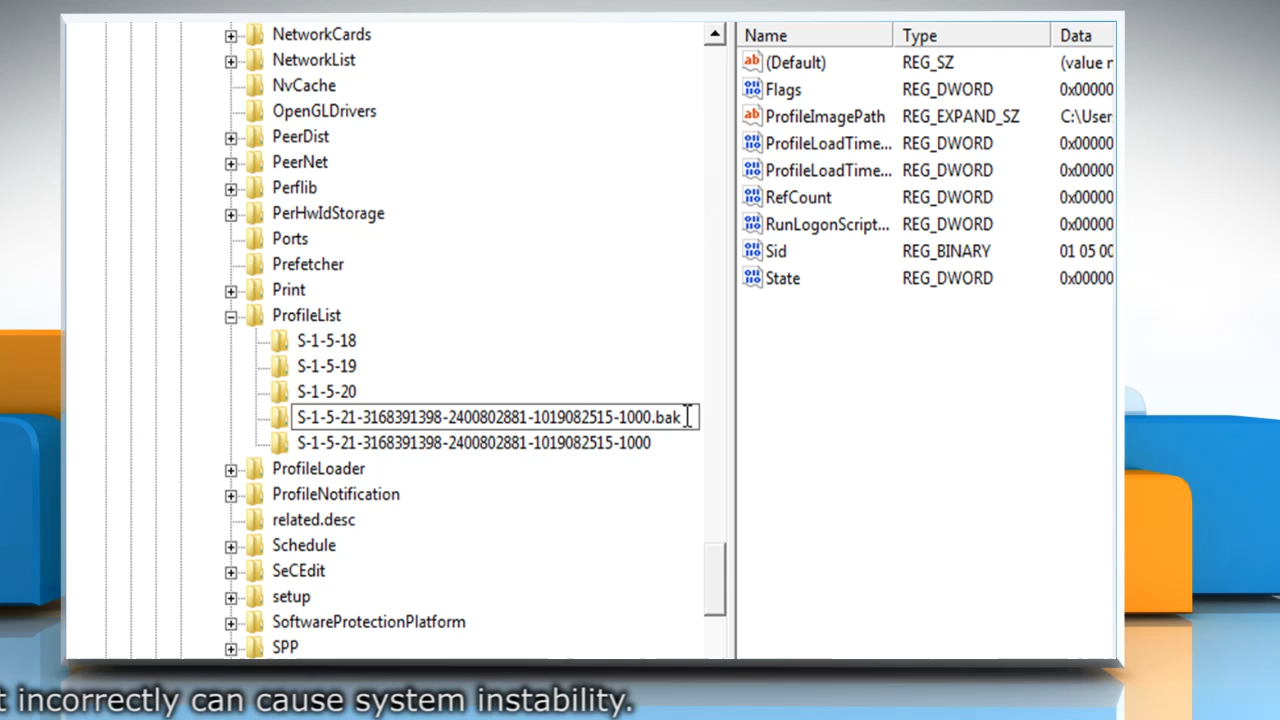 NetworkCards
NetworkList
NvCache
OpenGLDrivers
PeerDist
PeerNet
Perflib
PerHwIdStorage
Ports
Prefetcher
Print
ProfileList
S-1-5-18
S-1-5-19
S-1-5-20
S-1-5-21-3168391398-2400802881-1019082515-1000.bak
S-1-5-21-3168391398-2400802881-1019082515-1000
ProfileLoader
ProfileNotification
related.desc
Schedule
SeCEdit
setup
SoftwareProtectionPlatform
SPP
Name Type Data
(Default) REG_SZ (value n
Flags REG_DWORD 0x00000
ProfileImagePath REG_EXPAND_SZ C:\User
ProfileLoadTime... REG_DWORD 0x00000
ProfileLoadTime... REG_DWORD 0x00000
RefCount REG_DWORD 0x00000
RunLogonScript... REG_DWORD 0x00000
Sid REG_BINARY 01 05 00
State REG_DWORD 0x00000
t incorrectly can cause system instability.